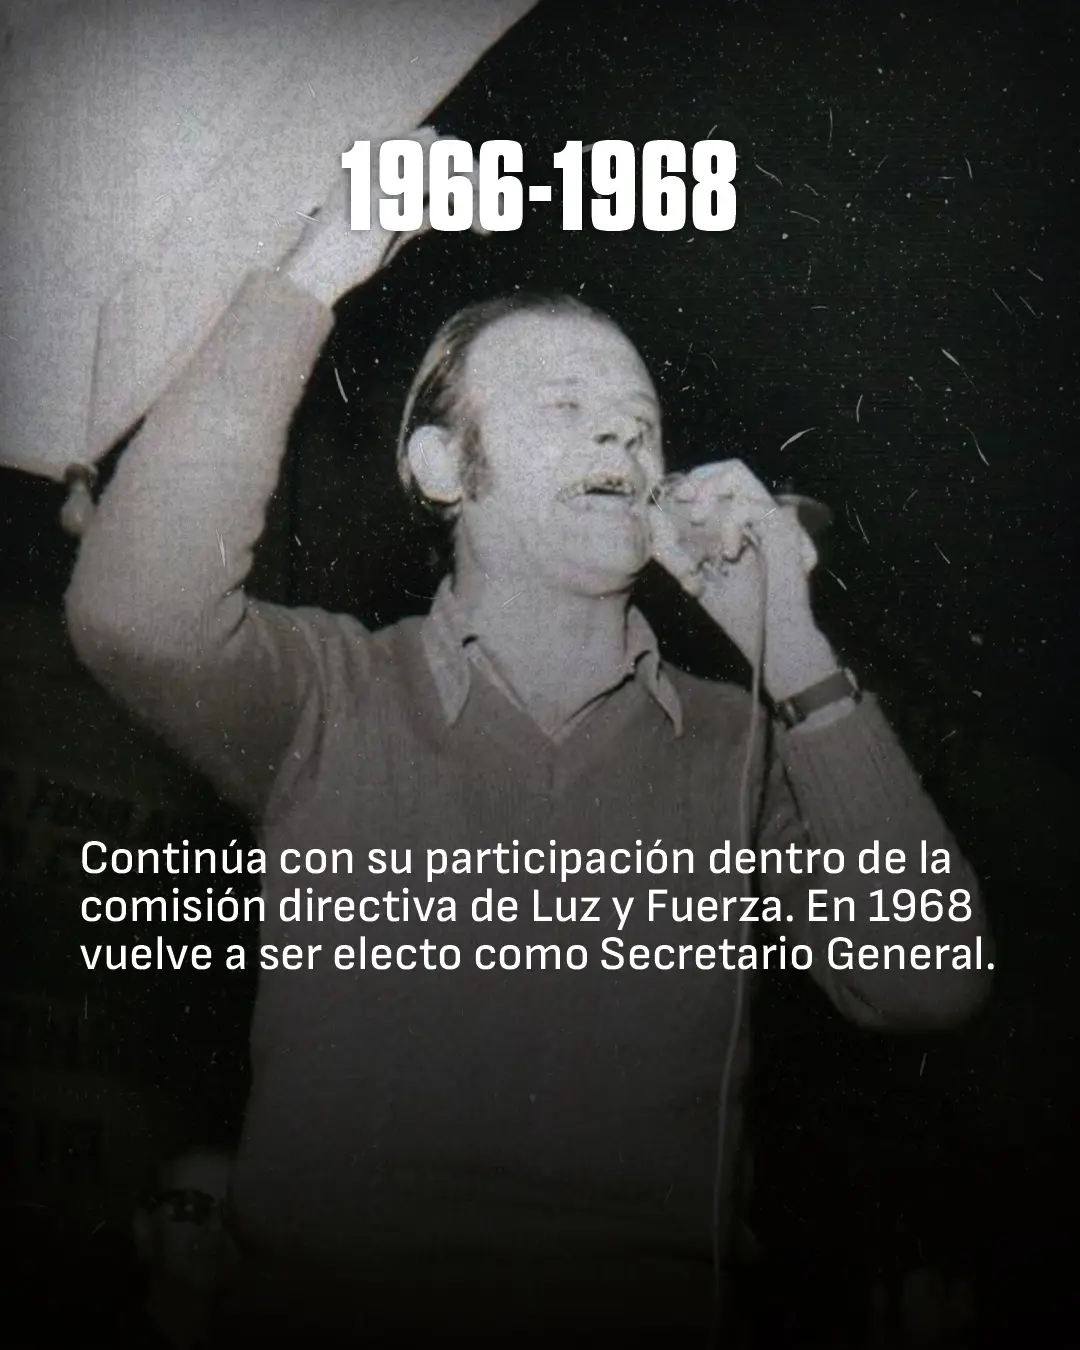 1966-1968
Continúa con su participación dentro de la
comisión directiva de Luz y Fuerza. En 1968
vuelve a ser electo como Secretario General.